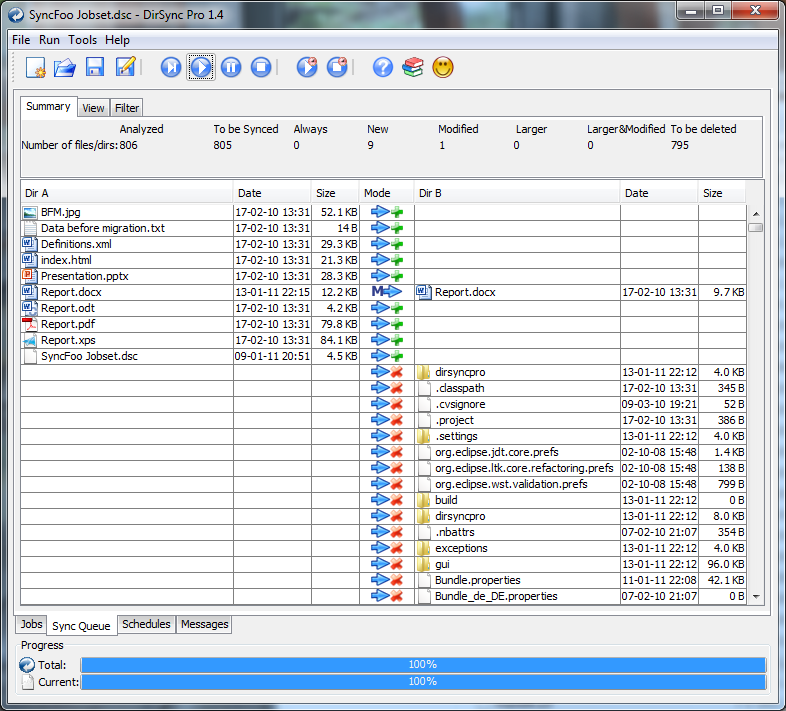 SyncFoo Jobset.dsc - DirSync Pro 1.4
File Run Tools Help
Summary View Filter
Analyzed To be Synced Always New Modified Larger Larger&Modified To be deleted
Number of files/dirs: 806 805 0 9 1 0 0 795
Dir A Date Size Mode Dir B Date Size
BFM.jpg 17-02-10 13:31 52.1 KB
Data before migration.txt 17-02-10 13:31 14 B
Definitions.xml 17-02-10 13:31 29.3 KB
index.html 17-02-10 13:31 21.3 KB
Presentation.pptx 17-02-10 13:31 28.3 KB
Report.docx 13-01-11 22:15 12.2 KB M Report.docx 17-02-10 13:31 9.7 KB
Report.odt 17-02-10 13:31 4.2 KB
Report.pdf 17-02-10 13:31 79.8 KB
Report.xps 17-02-10 13:31 84.1 KB
SyncFoo Jobset.dsc 09-01-11 20:51 4.5 KB
dirsyncpro 13-01-11 22:12 4.0 KB
.classpath 17-02-10 13:31 345 B
.cvsignore 09-03-10 19:21 52 B
.project 17-02-10 13:31 386 B
.settings 13-01-11 22:12 4.0 KB
org.eclipse.jdt.core.prefs 02-10-08 15:48 1.4 KB
org.eclipse.ltk.core.refactoring.prefs 02-10-08 15:48 138 B
org.eclipse.wst.validation.prefs 02-10-08 15:48 799 B
build 13-01-11 22:12 0 B
dirsyncpro 13-01-11 22:12 8.0 KB
.nbattrs 07-02-10 21:07 354 B
exceptions 13-01-11 22:12 4.0 KB
gui 13-01-11 22:12 96.0 KB
Bundle.properties 11-01-11 22:08 42.1 KB
Bundle_de_DE.properties 07-02-10 21:07 0 B
Jobs Sync Queue Schedules Messages
Progress
Total: 100%
Current: 100%